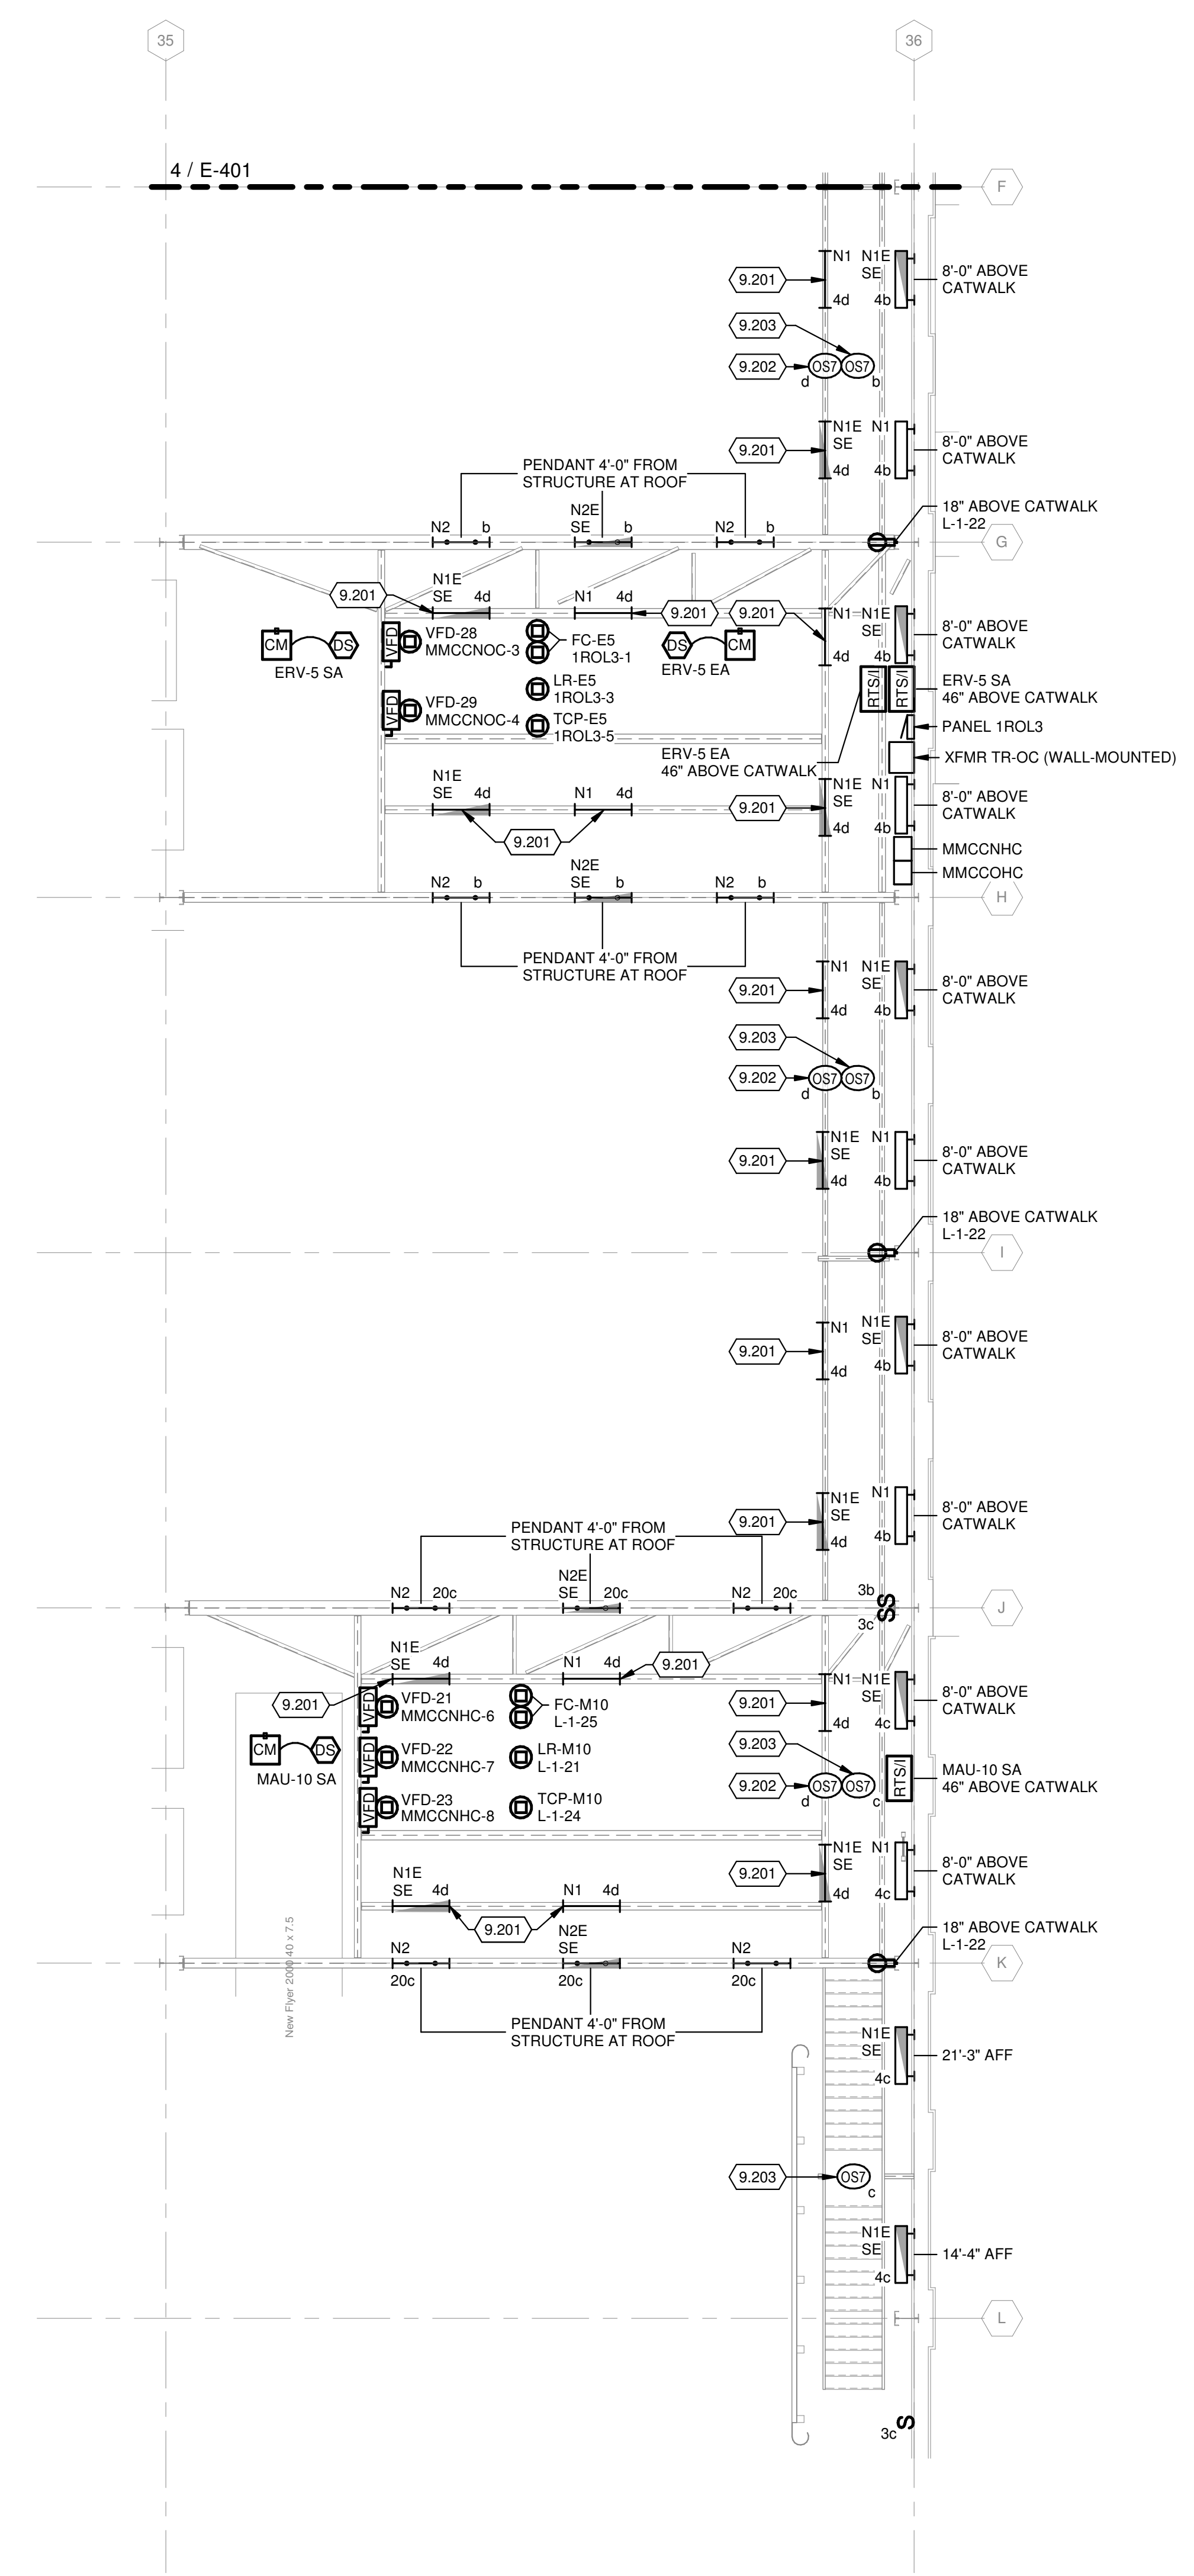 35
36
4 / E-401
F
N1
N1E
SE
9.201
8'-0" ABOVE
CATWALK
4d
4b
9.203
9.202
OS7
OS7
d
b
N1E
SE
N1
9.201
8'-0" ABOVE
CATWALK
4d
4b
PENDANT 4'-0" FROM
STRUCTURE AT ROOF
18" ABOVE CATWALK
L-1-22
N2
b
N2E
SE
b
N2
b
G
N1E
SE
4d
9.201
N1
4d
9.201
9.201
N1
N1E
SE
4d
4b
8'-0" ABOVE
CATWALK
CM
DS
ERV-5 SA
VFD
VFD-28
MMCCNOC-3
FC-E5
1ROL3-1
DS
CM
ERV-5 EA
VFD
VFD-29
MMCCNOC-4
LR-E5
1ROL3-3
TCP-E5
1ROL3-5
RTS/I
RTS/I
ERV-5 SA
46" ABOVE CATWALK
PANEL 1ROL3
ERV-5 EA
46" ABOVE CATWALK
XFMR TR-OC (WALL-MOUNTED)
N1E
SE
4d
N1
4d
9.201
9.201
N1E
SE
N1
4d
4b
8'-0" ABOVE
CATWALK
MMCCNHC
MMCCOHC
N2
b
N2E
SE
b
N2
b
H
PENDANT 4'-0" FROM
STRUCTURE AT ROOF
N1
N1E
SE
9.201
4d
4b
8'-0" ABOVE
CATWALK
9.203
9.202
OS7
OS7
d
b
N1E
SE
N1
9.201
4d
4b
8'-0" ABOVE
CATWALK
18" ABOVE CATWALK
L-1-22
I
N1
N1E
SE
9.201
4d
4b
8'-0" ABOVE
CATWALK
N1E
SE
N1
9.201
4d
4b
8'-0" ABOVE
CATWALK
PENDANT 4'-0" FROM
STRUCTURE AT ROOF
N2
20c
N2E
SE
20c
N2
20c
3b
SS
3c
J
N1E
SE
4d
9.201
N1
4d
9.201
N1
N1E
SE
9.201
4d
4c
8'-0" ABOVE
CATWALK
CM
DS
MAU-10 SA
VFD
VFD-21
MMCCNHC-6
FC-M10
L-1-25
VFD
VFD-22
MMCCNHC-7
LR-M10
L-1-21
VFD
VFD-23
MMCCNHC-8
TCP-M10
L-1-24
9.203
9.202
OS7
OS7
d
c
RTS/I
MAU-10 SA
46" ABOVE CATWALK
N1E
SE
4d
N1
4d
9.201
N1E
SE
N1
9.201
4d
4c
8'-0" ABOVE
CATWALK
18" ABOVE CATWALK
L-1-22
N2
20c
N2E
SE
20c
N2
20c
K
PENDANT 4'-0" FROM
STRUCTURE AT ROOF
New Flyer 2000 40 x 7.5
N1E
SE
4c
21'-3" AFF
9.203
OS7
c
N1E
SE
4c
14'-4" AFF
L
S
3c